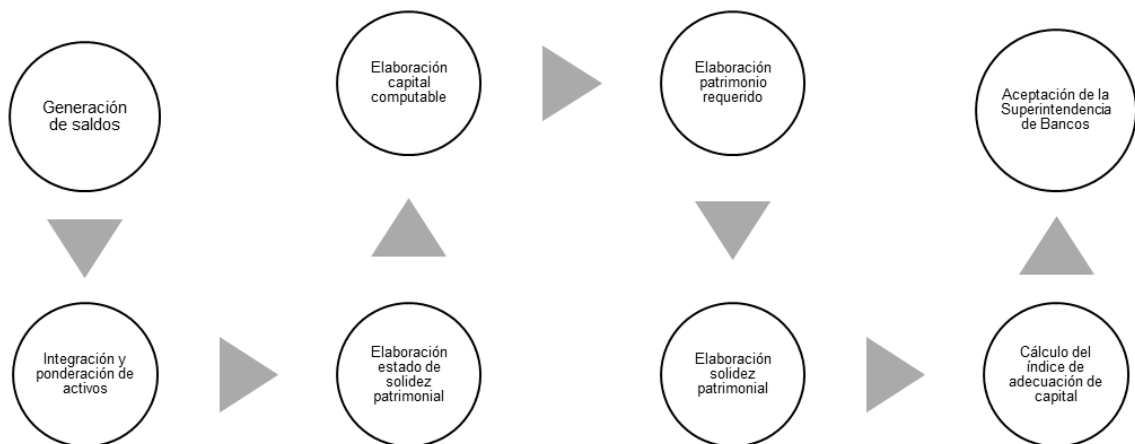 Generación
de saldos
Integración y
ponderación de
activos
Elaboración
estado de
solidez
patrimonial
Elaboración
capital
computable
Elaboración
patrimonio
requerido
Elaboración
solidez
patrimonial
Cálculo del
índice de
adecuación de
capital
Aceptación de la
Superintendencia
de Bancos